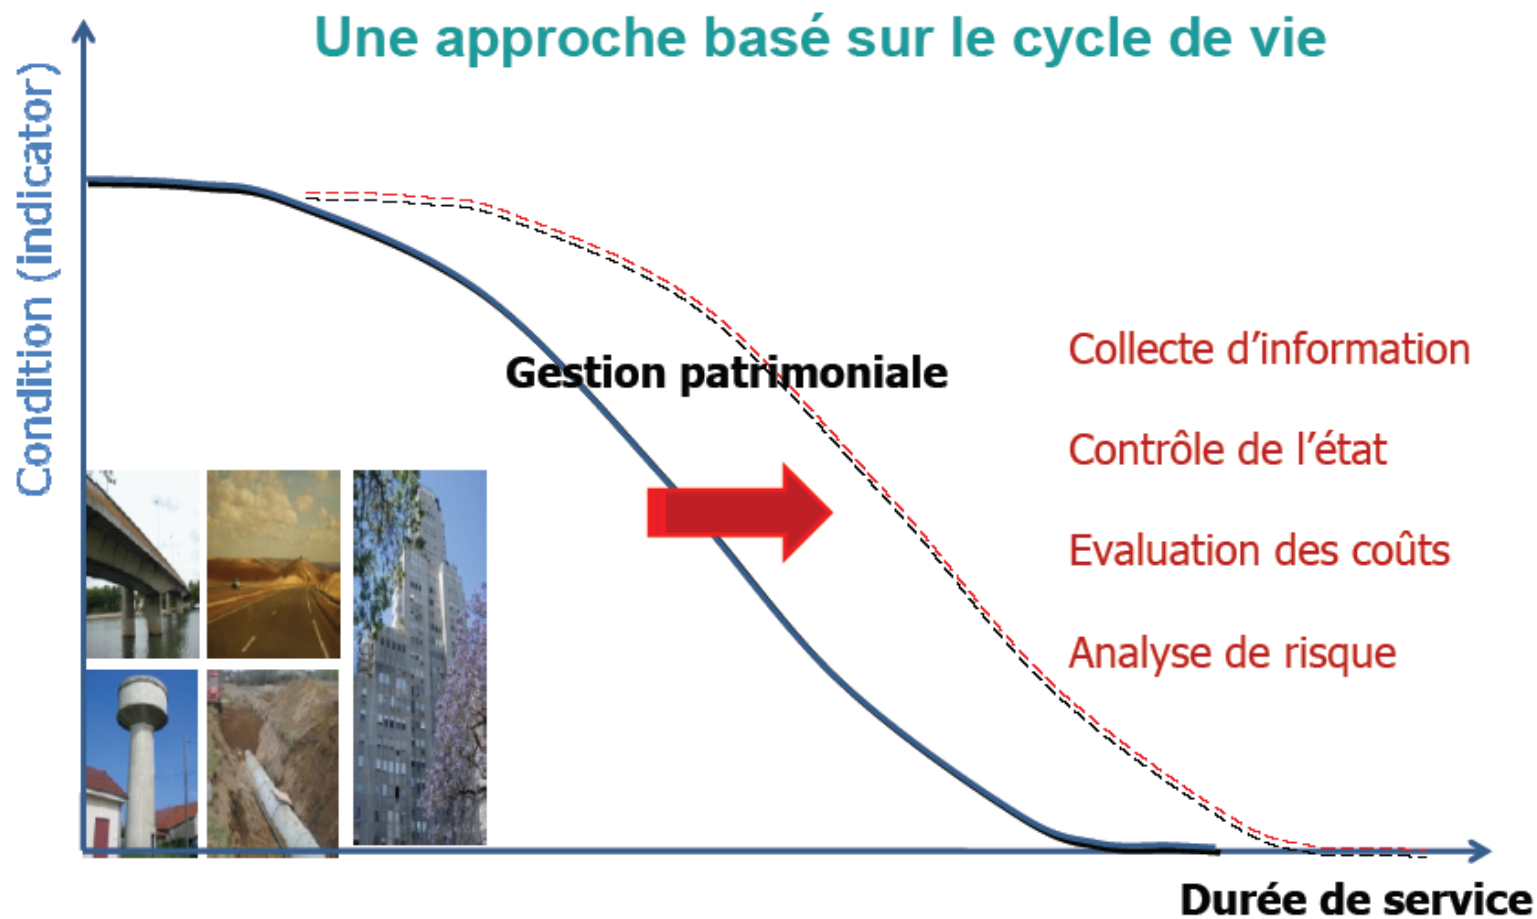 Une approche basé sur le cycle de vie
Condition (indicator)
Gestion patrimoniale
Collecte d’information
Contrôle de l’état
Evaluation des coûts
Analyse de risque
Durée de service